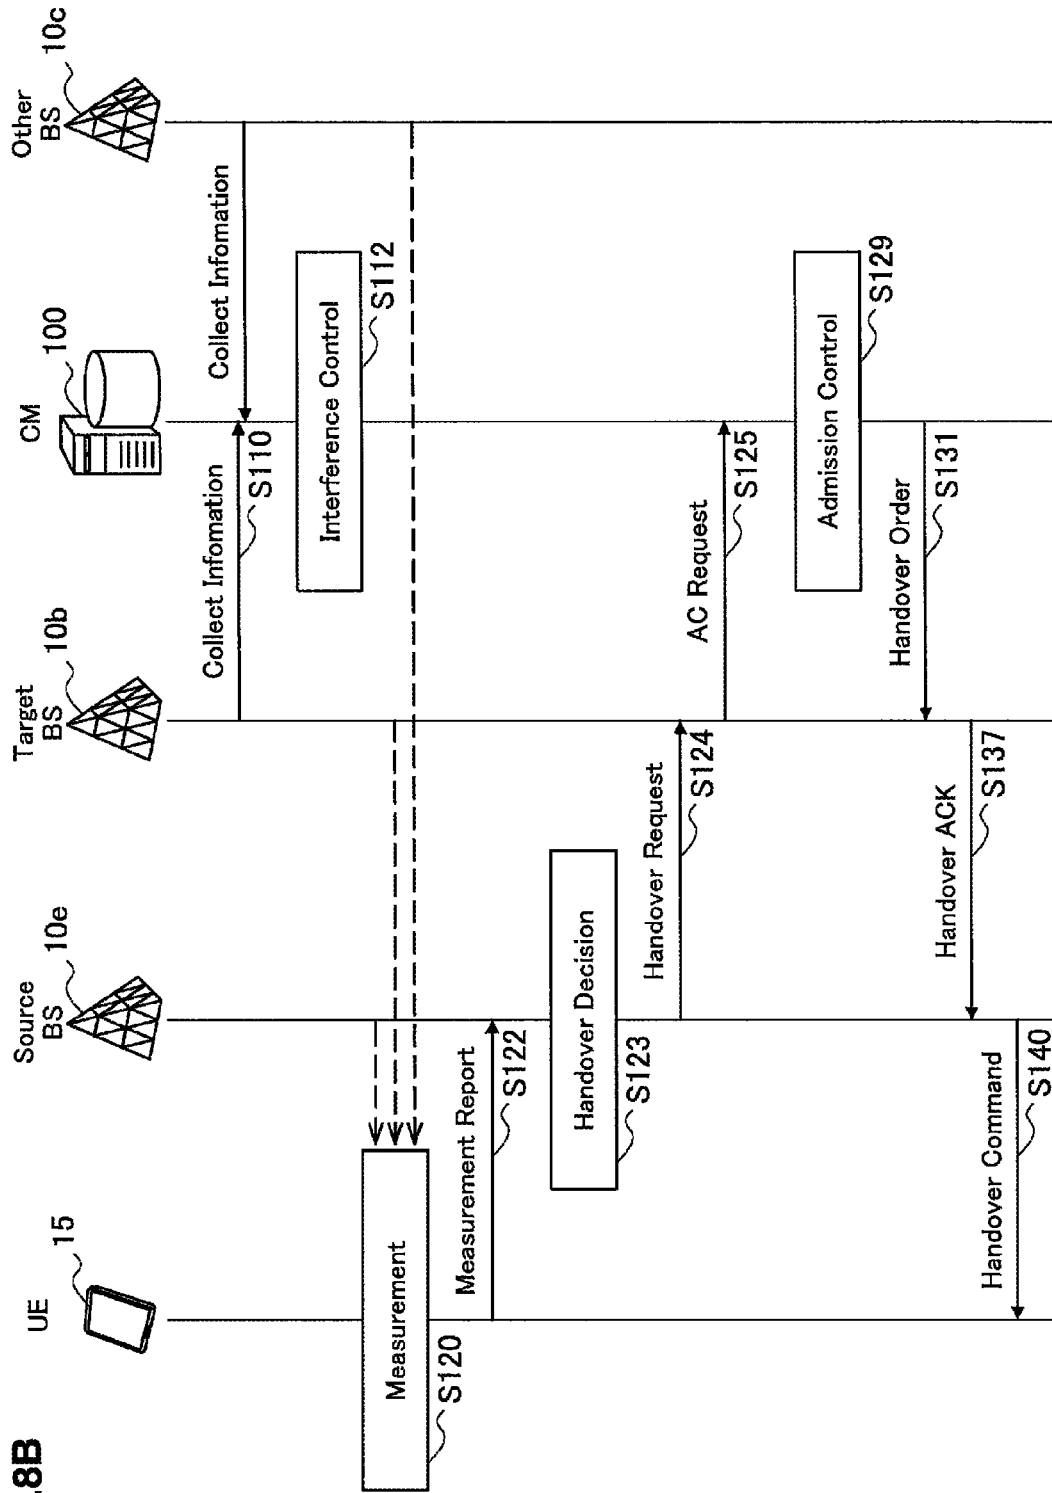 .8B
UE
15
Source
BS
10e
Target
BS
10b
CM
100
Other
BS
10c
Collect Infomation
S110
Collect Infomation
Interference Control
S112
Measurement
S120
Measurement Report
S122
Handover Decision
S123
Handover Request
S124
AC Request
S125
Admission Control
S129
Handover Order
S131
Handover ACK
S137
Handover Command
S140